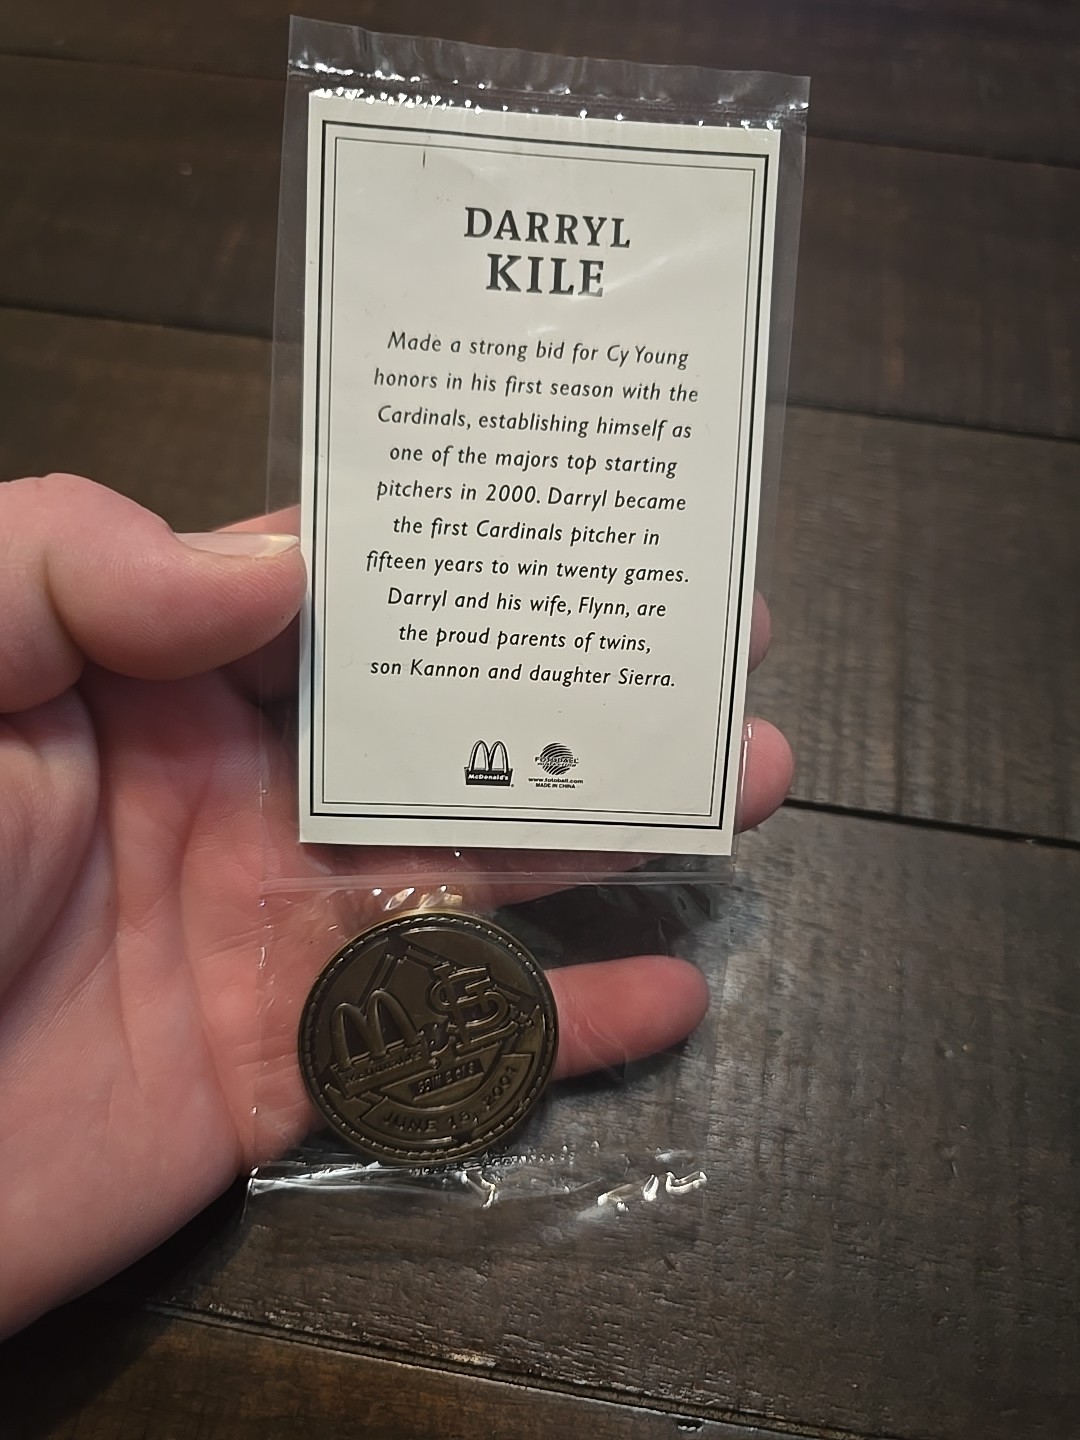 DARRYL
KILE
Made a strong bid for Cy Young
honors in his first season with the
Cardinals, establishing himself as
one of the majors top starting
pitchers in 2000. Darryl became
the first Cardinals pitcher in
fifteen years to win twenty games.
Darryl and his wife, Flynn, are
the proud parents of twins,
son Kannon and daughter Sierra.
McDonald's
FOTOBALL
www.fotoball.com
MADE IN CHINA
McDonald's
JUNE 2001